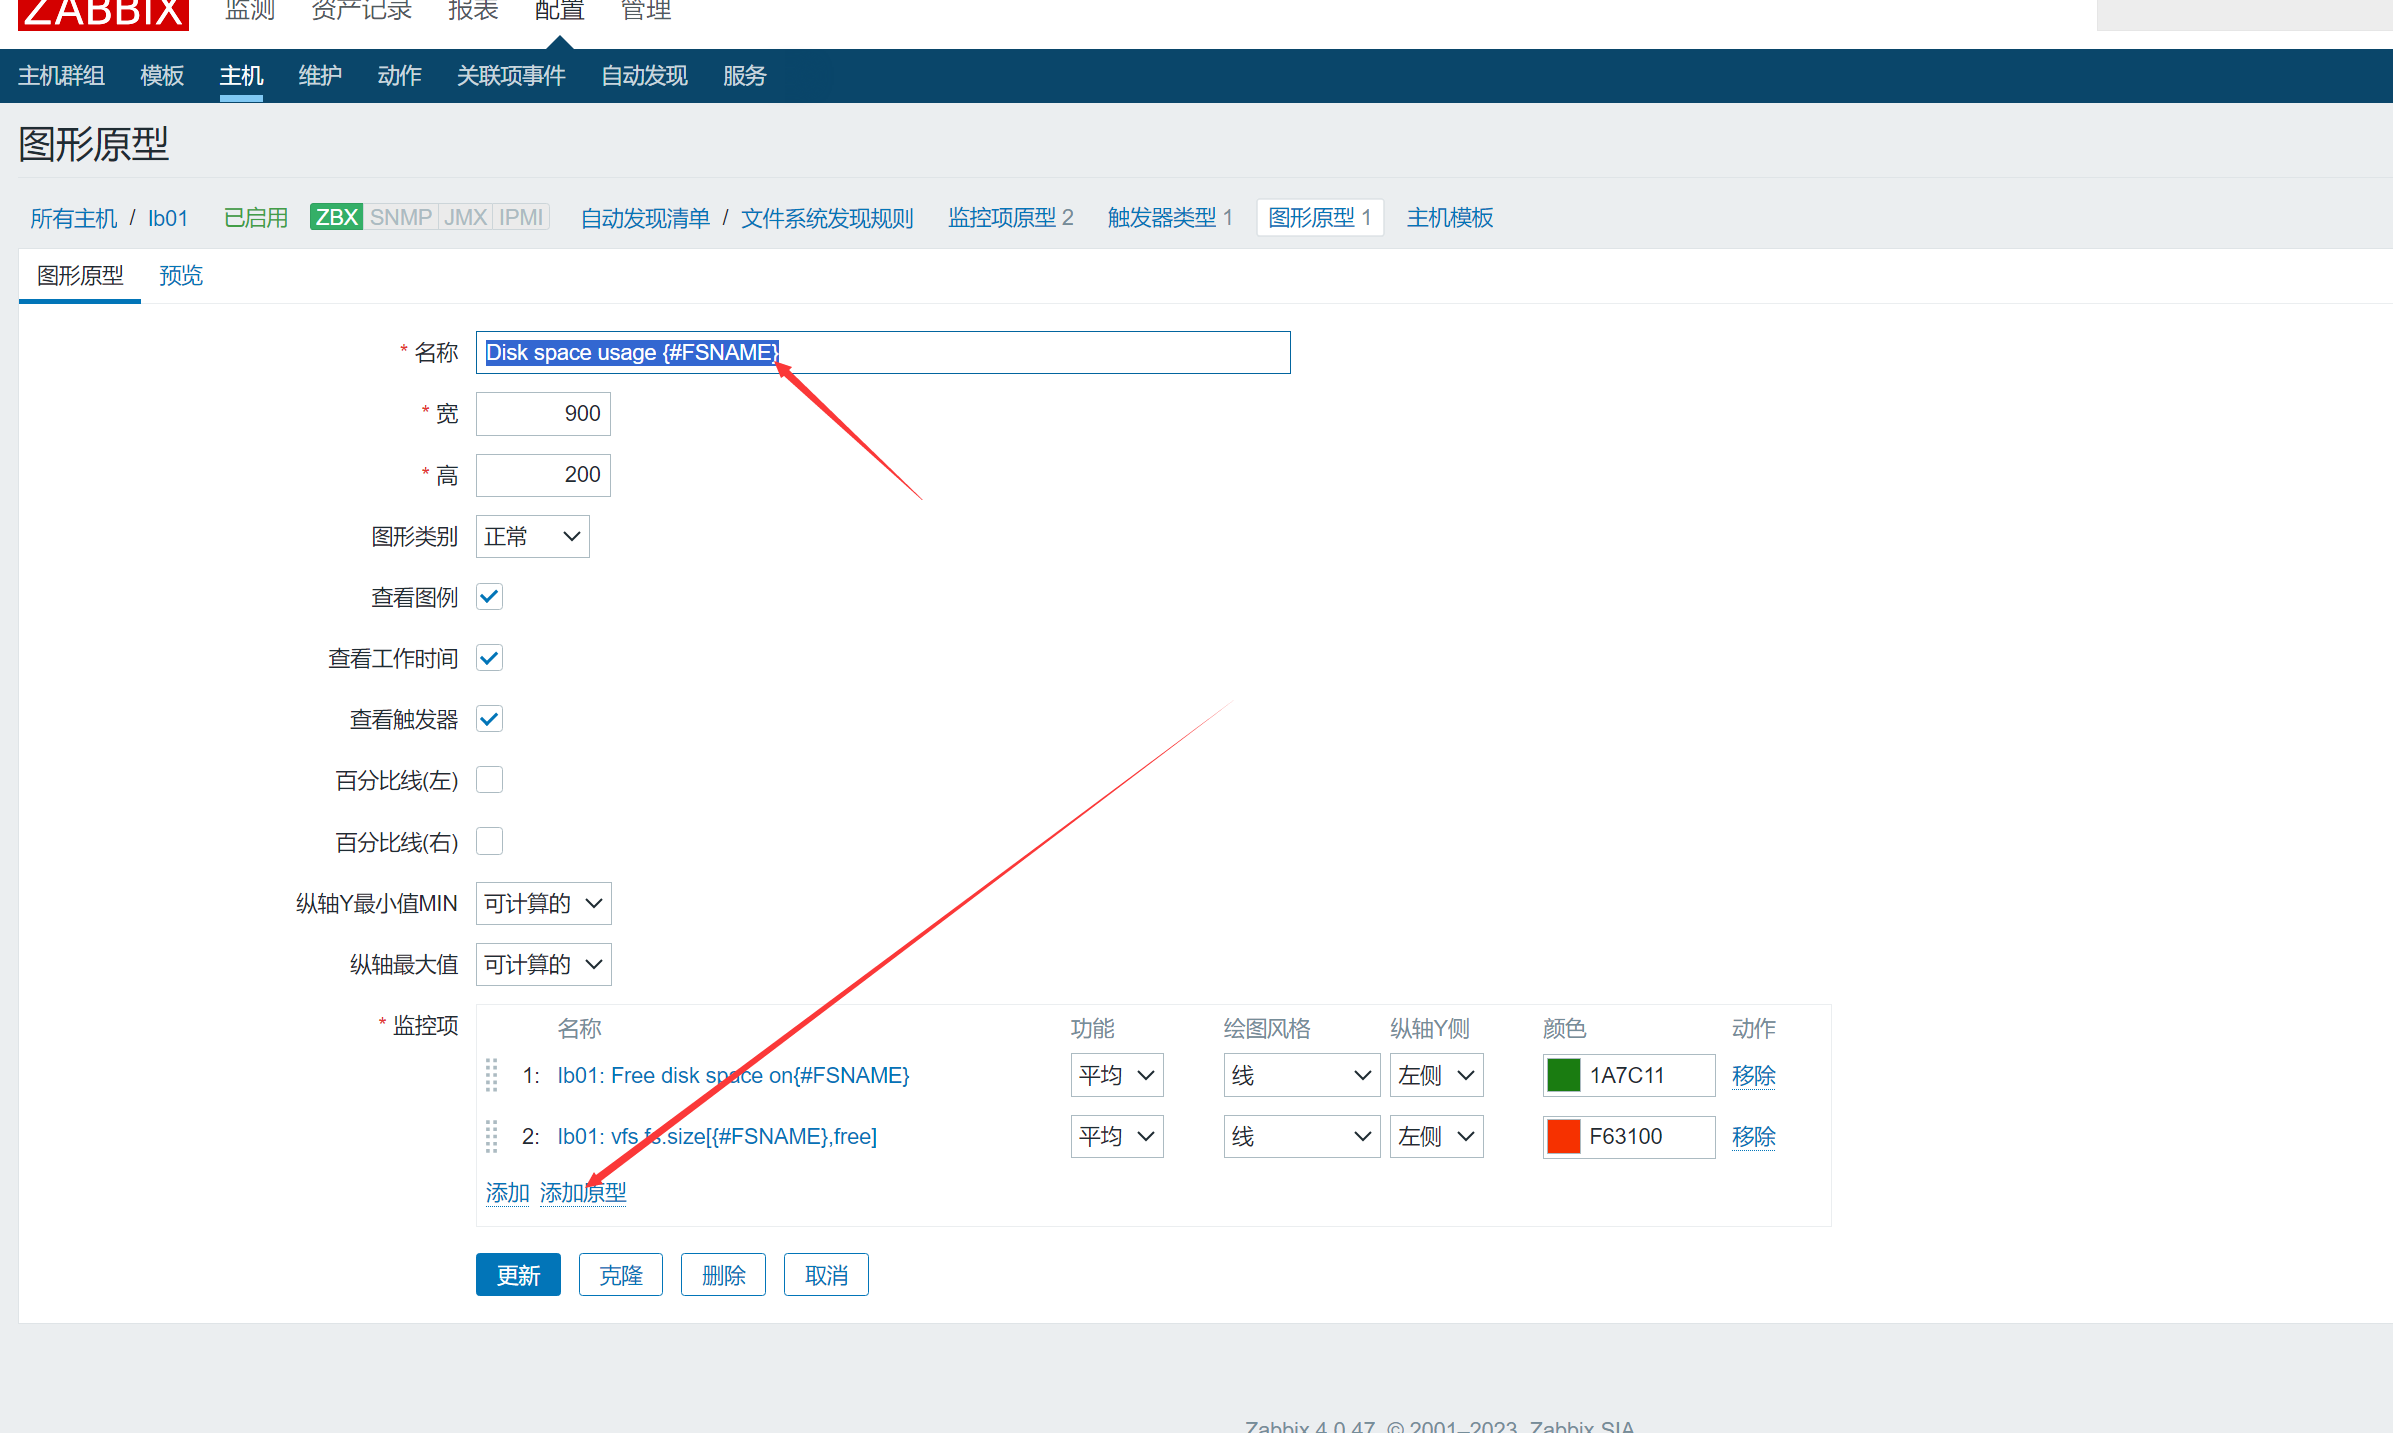 ZABBIX 监测 资产记录 报表 配置 管理
主机群组 模板 主机 维护 动作 关联项事件 自动发现 服务
图形原型
所有主机 / lb01 已启用 ZBX SNMP JMX IPMI 自动发现清单 / 文件系统发现规则 监控项原型 2 触发器类型 1 图形原型 1 主机模板
图形原型 预览
* 名称 Disk space usage {#FSNAME}
* 宽 900
* 高 200
图形类别 正常
查看图例
查看工作时间
查看触发器
百分比线(左)
百分比线(右)
纵轴Y最小值MIN 可计算的
纵轴最大值 可计算的
* 监控项 名称 功能 绘图风格 纵轴Y侧 颜色 动作
1: lb01: Free disk space on{#FSNAME} 平均 线 左侧 1A7C11 移除
2: lb01: vfs.fs.size[{#FSNAME},free] 平均 线 左侧 F63100 移除
添加 添加原型
更新 克隆 删除 取消
Zabbix 4.0.47. © 2001–2023, Zabbix SIA